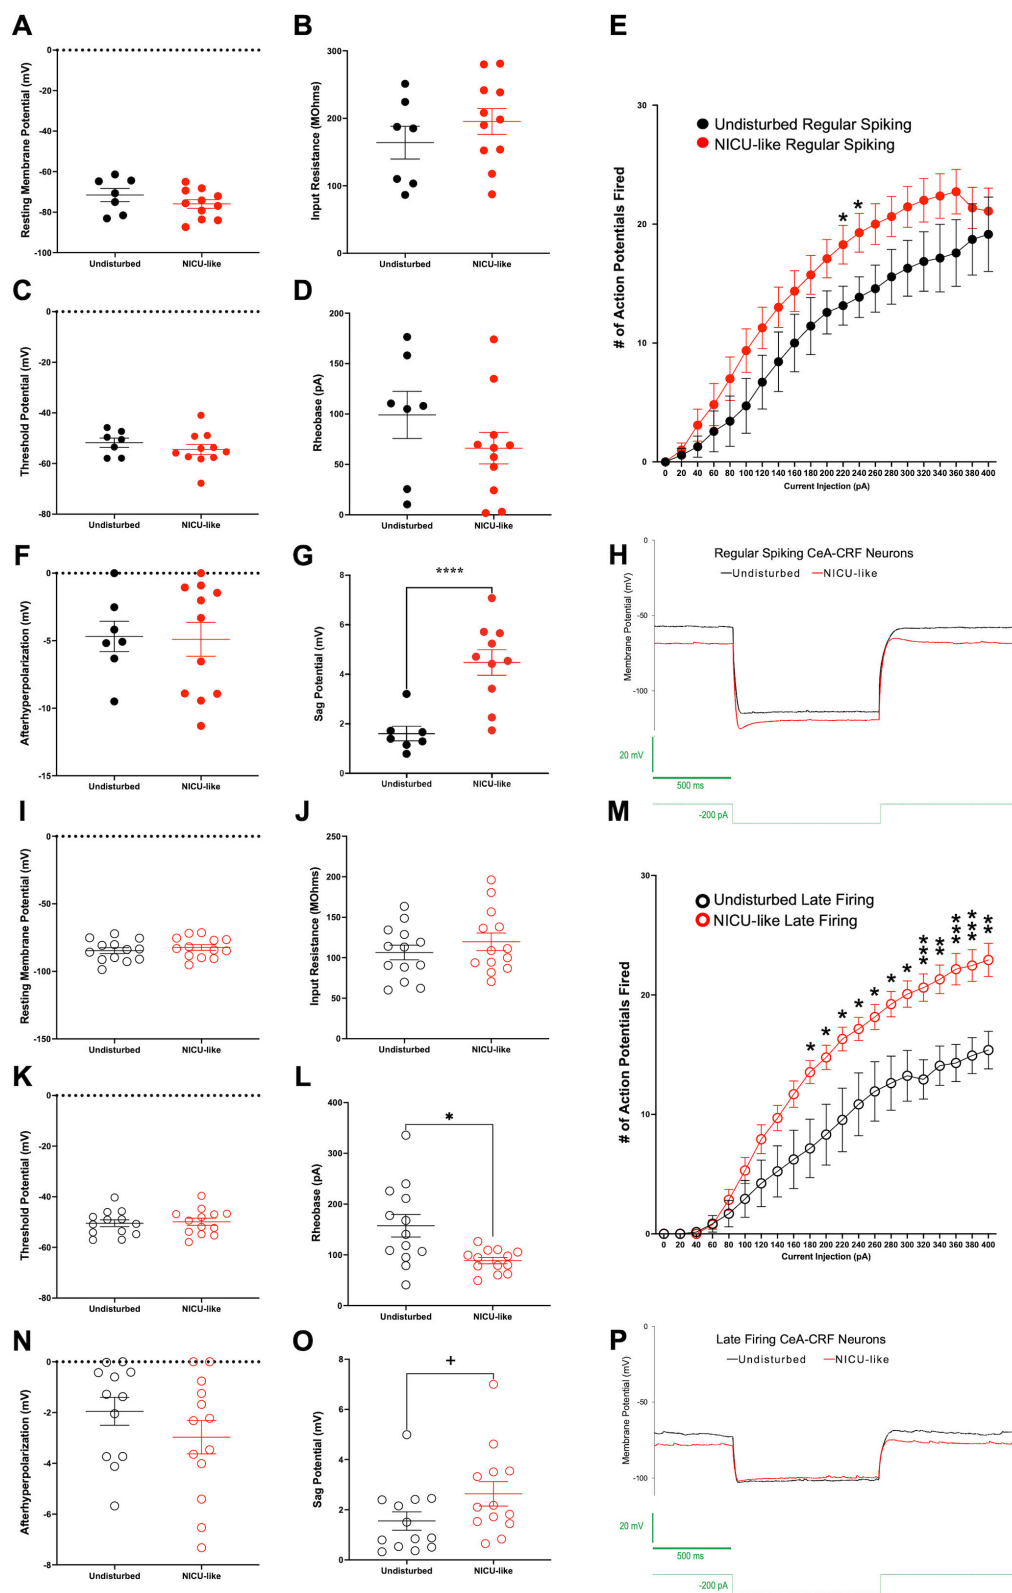 A
Resting Membrane Potential (mV)
0
-20
-40
-60
-80
-100
Undisturbed
NICU-like
B
Input Resistance (MOhms)
300
200
100
0
Undisturbed
NICU-like
E
# of Action Potentials Fired
30
20
10
0
Undisturbed Regular Spiking
NICU-like Regular Spiking
* *
0 20 40 60 80 100 120 140 160 180 200 220 240 260 280 300 320 340 360 380 400
Current Injection (pA)
C
Threshold Potential (mV)
0
-20
-40
-60
-80
Undisturbed
NICU-like
D
Rheobase (pA)
200
150
100
50
0
Undisturbed
NICU-like
F
Afterhyperpolarization (mV)
0
-5
-10
-15
Undisturbed
NICU-like
G
Sag Potential (mV)
8
6
4
2
0
****
Undisturbed
NICU-like
H
Regular Spiking CeA-CRF Neurons
Undisturbed
NICU-like
Membrane Potential (mV)
0
-50
-100
20 mV
500 ms
-200 pA
I
Resting Membrane Potential (mV)
0
-50
-100
-150
Undisturbed
NICU-like
J
Input Resistance (MOhms)
250
200
150
100
50
0
Undisturbed
NICU-like
M
# of Action Potentials Fired
30
20
10
0
Undisturbed Late Firing
NICU-like Late Firing
* * * * * * * *** ** *** *** **
0 20 40 60 80 100 120 140 160 180 200 220 240 260 280 300 320 340 360 380 400
Current Injection (pA)
K
Threshold Potential (mV)
0
-20
-40
-60
-80
Undisturbed
NICU-like
L
Rheobase (pA)
400
300
200
100
0
*
Undisturbed
NICU-like
N
Afterhyperpolarization (mV)
0
-2
-4
-6
-8
Undisturbed
NICU-like
O
Sag Potential (mV)
8
6
4
2
0
+
Undisturbed
NICU-like
P
Late Firing CeA-CRF Neurons
Undisturbed
NICU-like
Membrane Potential (mV)
0
-50
-100
20 mV
500 ms
-200 pA